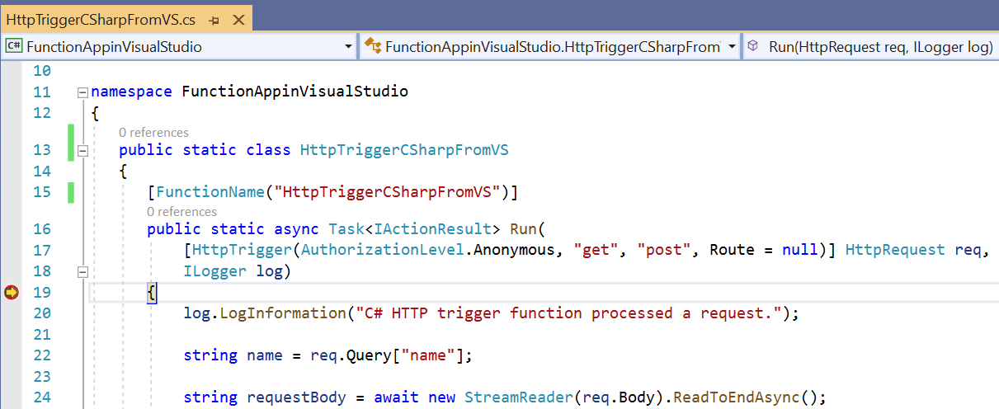 HttpTriggerCSharpFromVS.cs
C# FunctionAppinVisualStudio FunctionAppinVisualStudio.HttpTriggerCSharpFrom Run(HttpRequest req, ILogger log)
10
11 namespace FunctionAppinVisualStudio
12 {
0 references
13 public static class HttpTriggerCSharpFromVS
14 {
15 [FunctionName("HttpTriggerCSharpFromVS")]
0 references
16 public static async Task<IActionResult> Run(
17 [HttpTrigger(AuthorizationLevel.Anonymous, "get", "post", Route = null)] HttpRequest req,
18 ILogger log)
19 {
20 log.LogInformation("C# HTTP trigger function processed a request.");
21
22 string name = req.Query["name"];
23
24 string requestBody = await new StreamReader(req.Body).ReadToEndAsync();